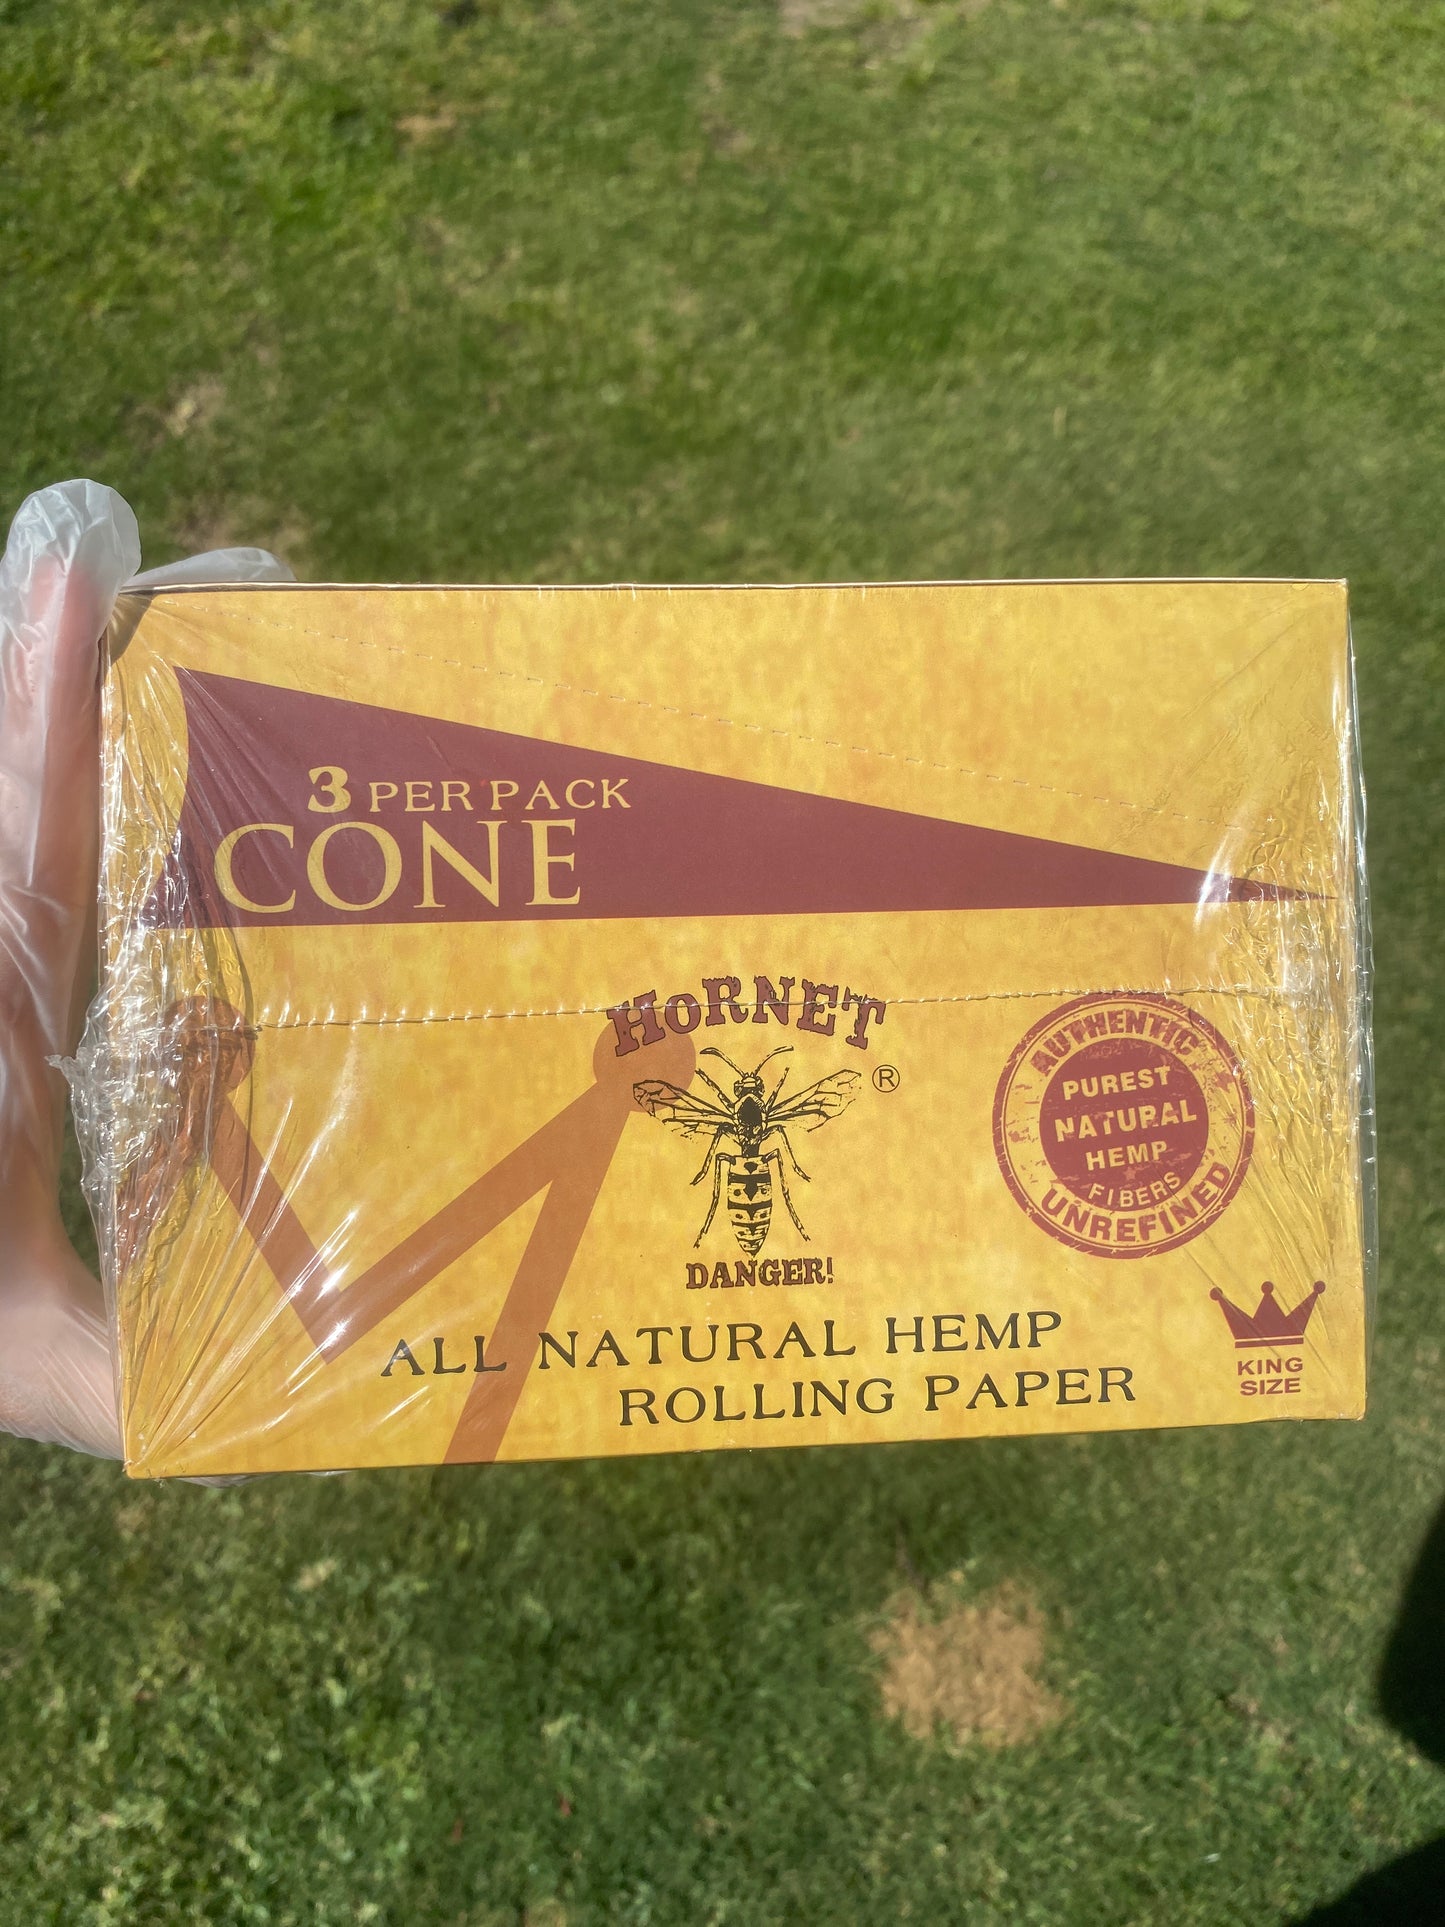 3 PER PACK
CONE
HoRNET
®
DANGER!
AUTHENTIC
PUREST
NATURAL
HEMP
FIBERS
UNREFINED
ALL NATURAL HEMP
ROLLING PAPER
KING
SIZE